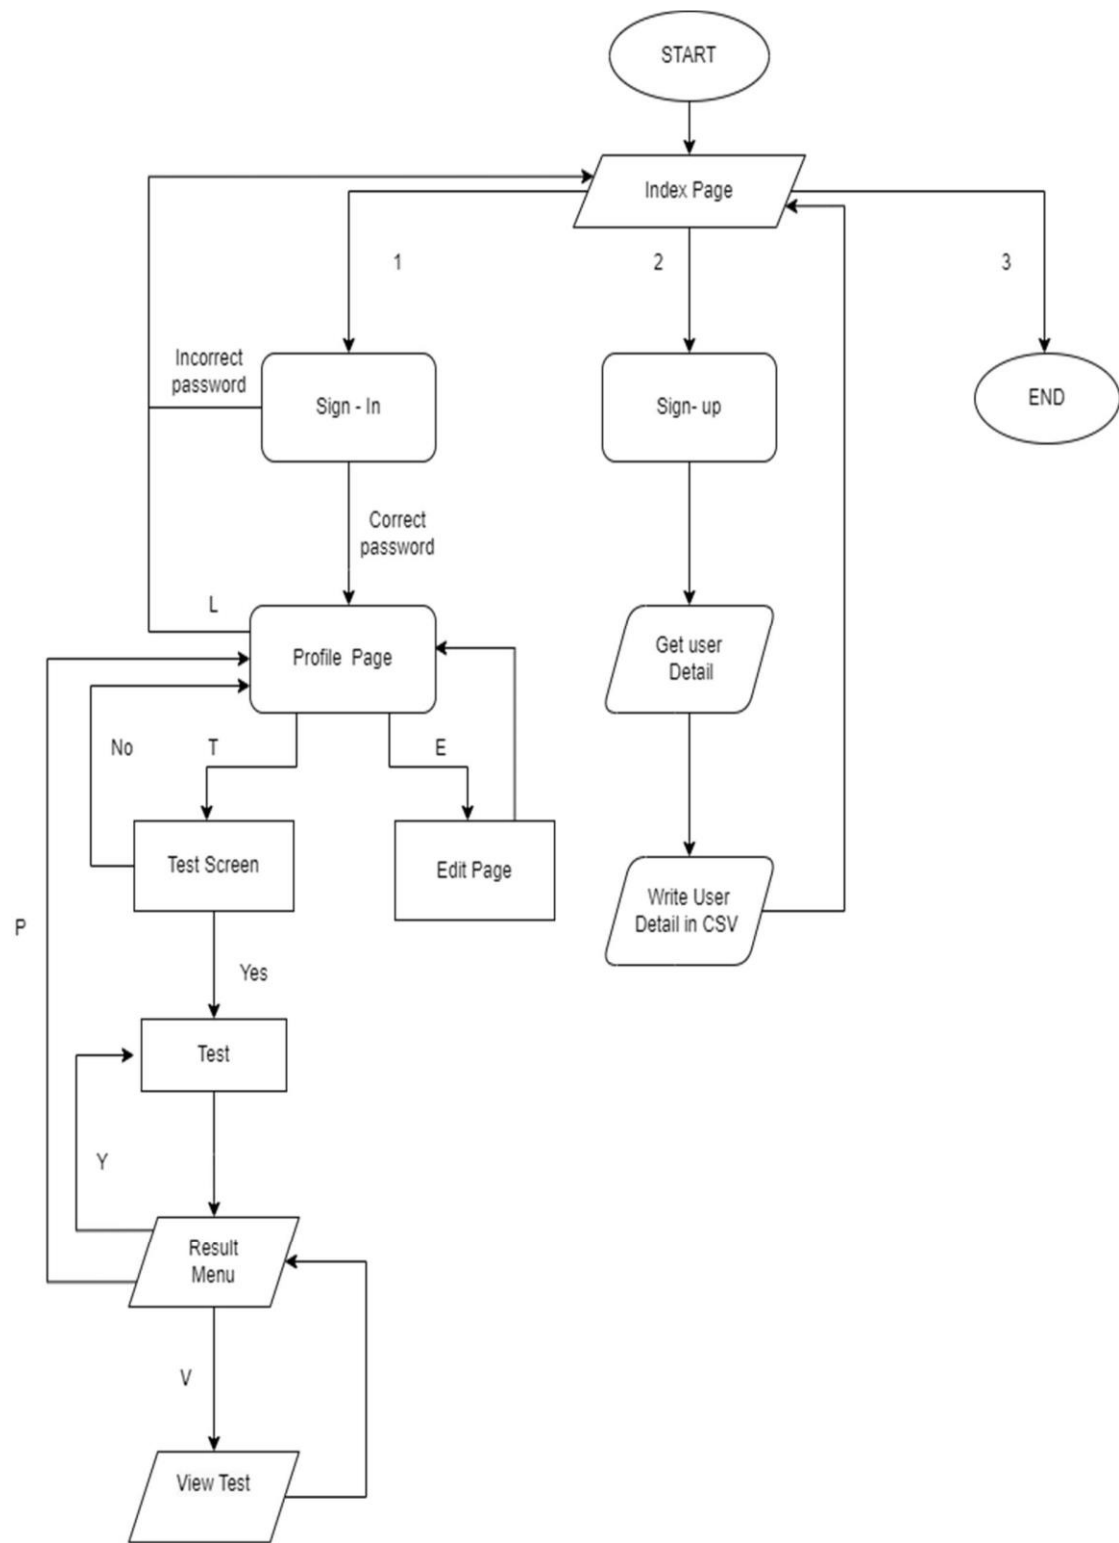 START
Index Page
1
2
3
Incorrect
password
Sign - In
Sign- up
END
Correct
password
L
Profile  Page
Get user
Detail
No
T
E
Test Screen
Edit Page
Write User
Detail in CSV
P
Yes
Test
Y
Result
Menu
V
View Test